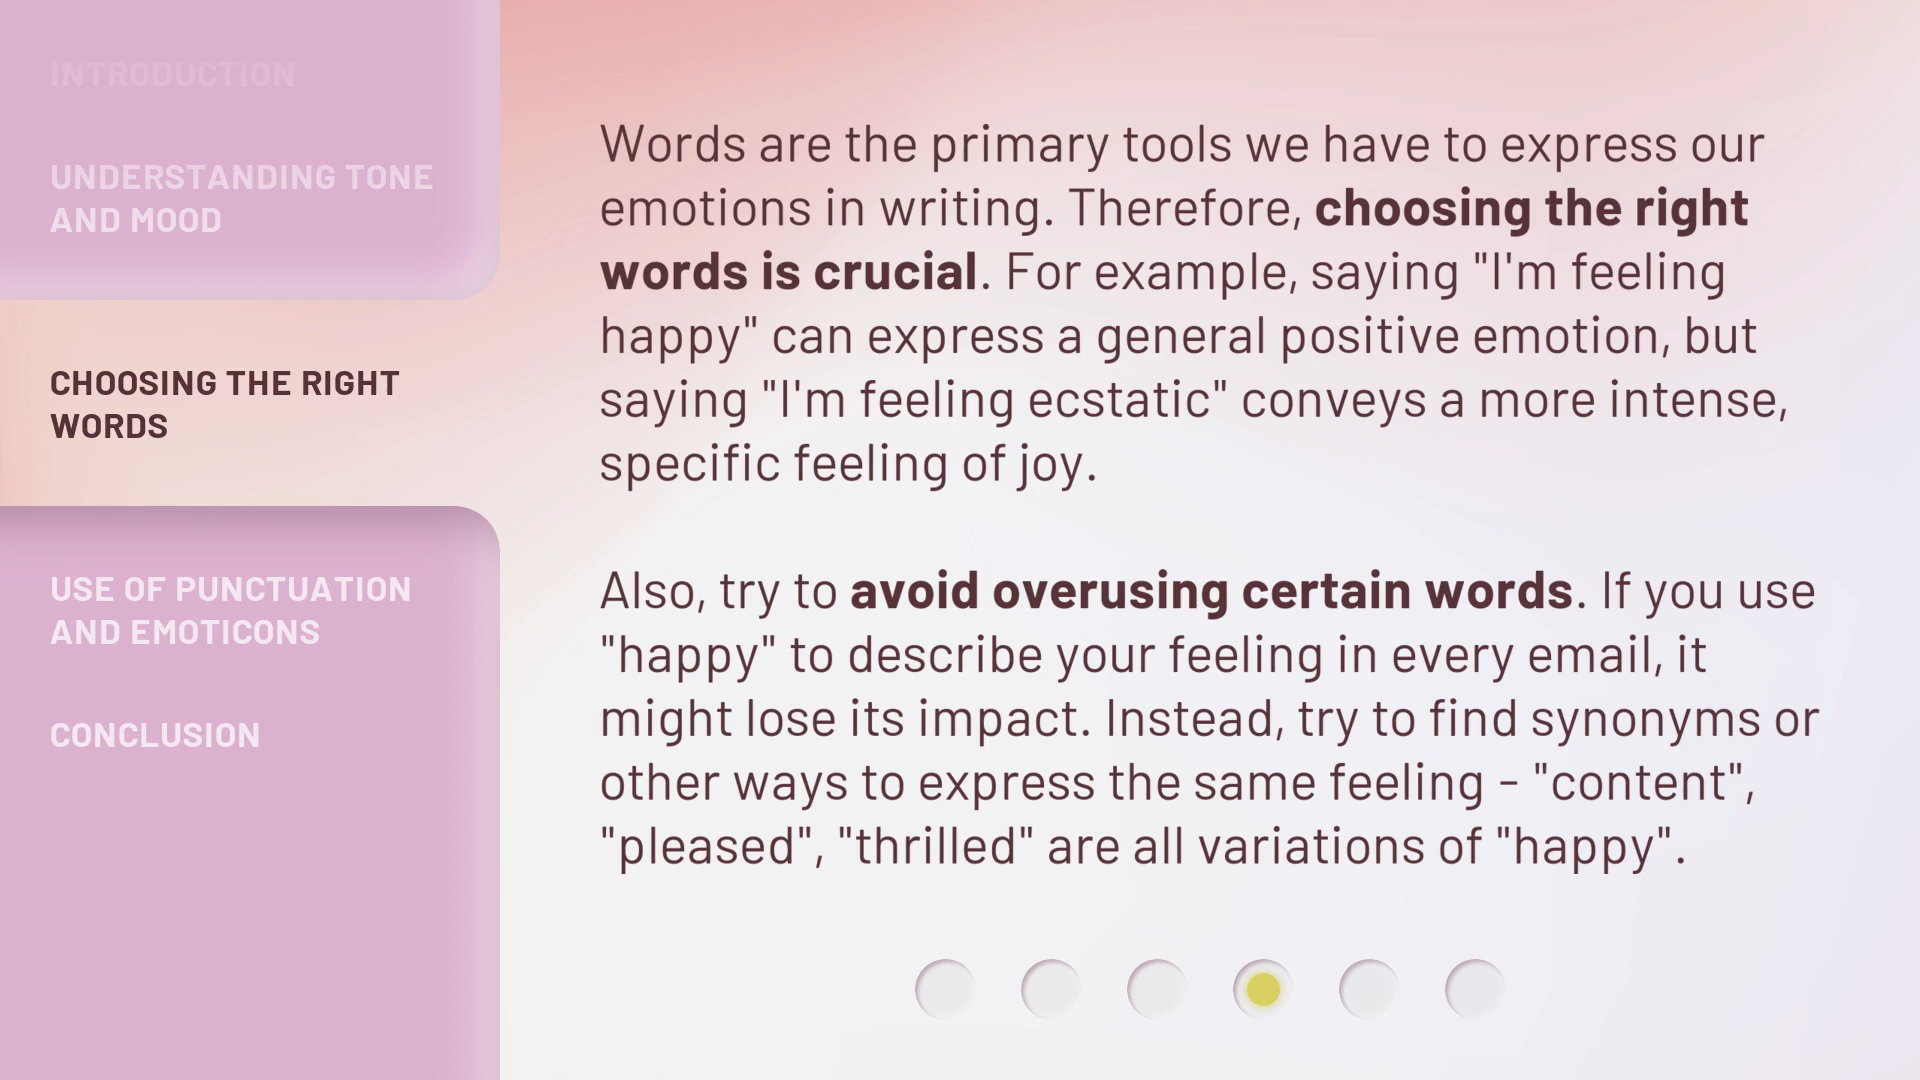 INTRODUCTION
UNDERSTANDING TONE
AND MOOD
CHOOSING THE RIGHT
WORDS
USE OF PUNCTUATION
AND EMOTICONS
CONCLUSION
Words are the primary tools we have to express our
emotions in writing. Therefore, choosing the right
words is crucial. For example, saying "I'm feeling
happy" can express a general positive emotion, but
saying "I'm feeling ecstatic" conveys a more intense,
specific feeling of joy.
Also, try to avoid overusing certain words. If you use
"happy" to describe your feeling in every email, it
might lose its impact. Instead, try to find synonyms or
other ways to express the same feeling - "content",
"pleased", "thrilled" are all variations of "happy".